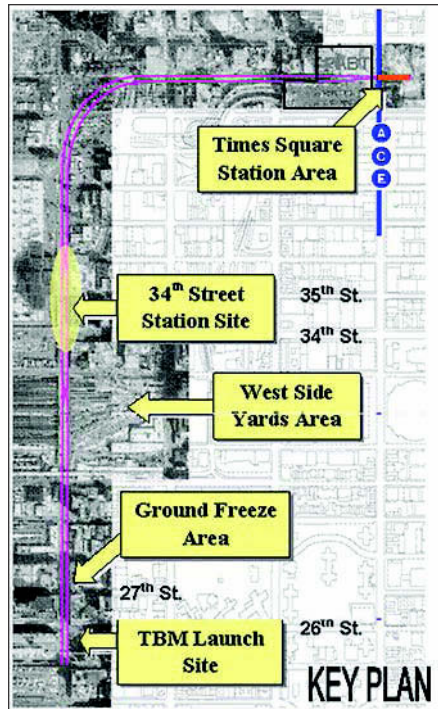 PABT
Times Square
Station Area
A
C
E
34th Street
Station Site
35th St.
34th St.
West Side
Yards Area
Ground Freeze
Area
27th St.
26th St.
TBM Launch
Site
KEY PLAN